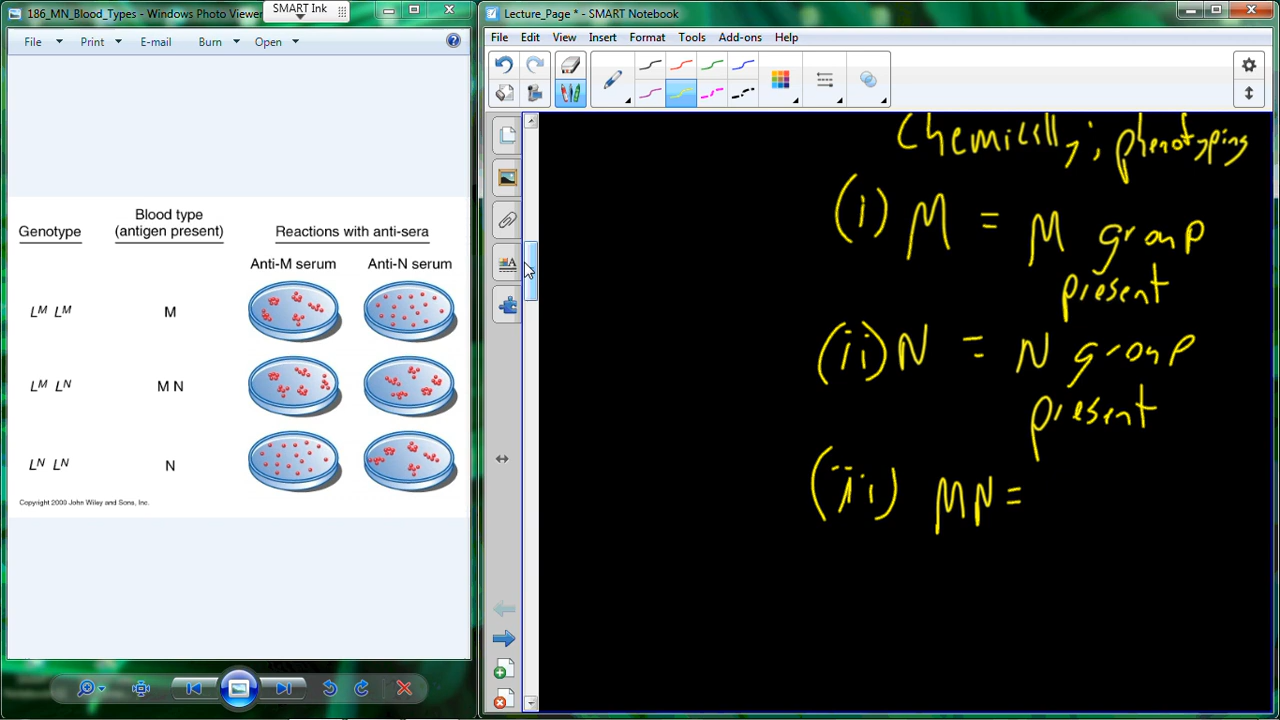 186_MN_Blood_Types - Windows Photo Viewer
SMART Ink
File Print E-mail Burn Open
Genotype
Blood type
(antigen present)
Reactions with anti-sera
Anti-M serum Anti-N serum
Lᴹ Lᴹ M
Lᴹ Lᴺ M N
Lᴺ Lᴺ N
Copyright 2000 John Wiley and Sons, Inc.
Lecture_Page * - SMART Notebook
File Edit View Insert Format Tools Add-ons Help
Chemically; phenotyping
(i) M = M group
present
(ii) N = N group
present
(iii) MN =